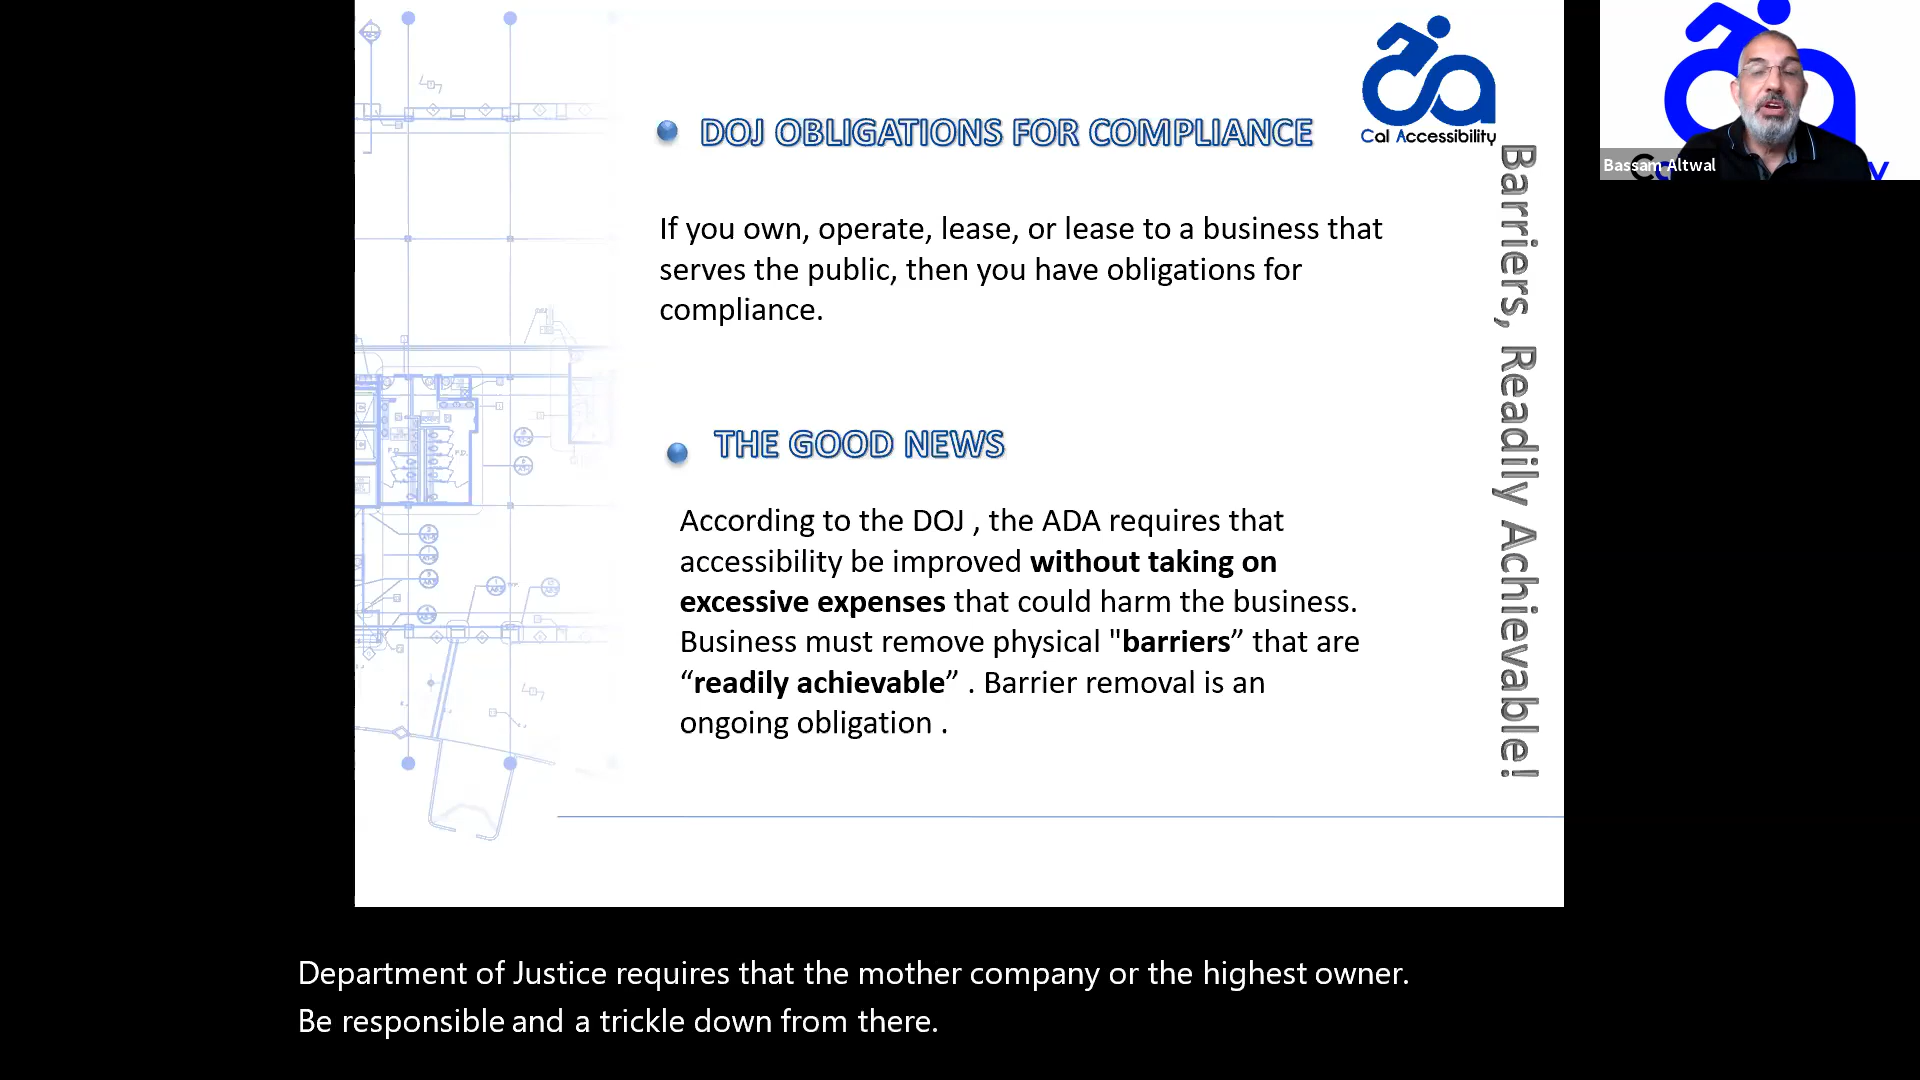 DOJ OBLIGATIONS FOR COMPLIANCE
Cal Accessibility
If you own, operate, lease, or lease to a business that
serves the public, then you have obligations for
compliance.
THE GOOD NEWS
According to the DOJ , the ADA requires that
accessibility be improved without taking on
excessive expenses that could harm the business.
Business must remove physical "barriers” that are
“readily achievable” . Barrier removal is an
ongoing obligation .
Barriers, Readily Achievable!
Bassam Altwal
Department of Justice requires that the mother company or the highest owner.
Be responsible and a trickle down from there.